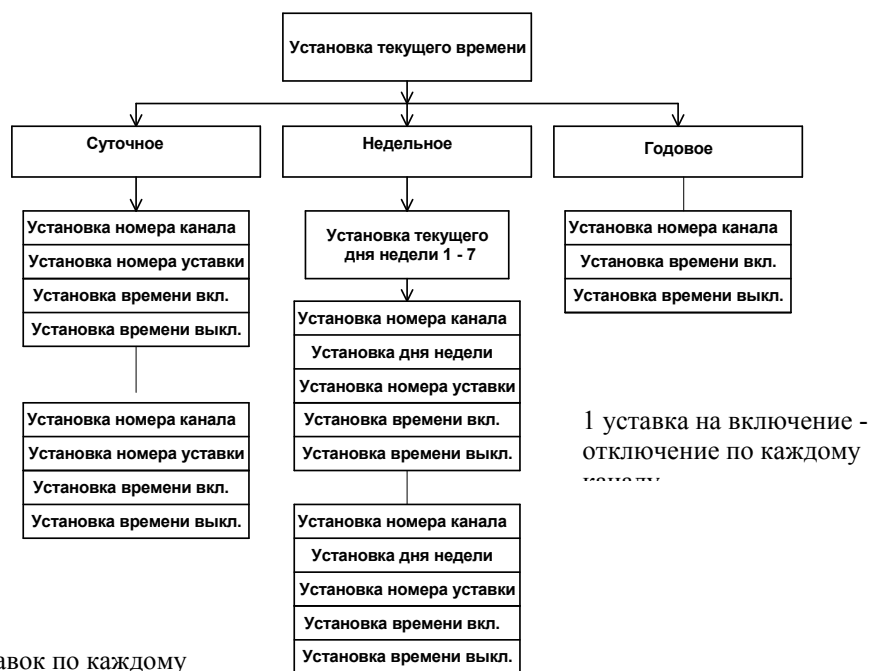 Установка текущего времени
Суточное
Недельное
Годовое
Установка номера канала
Установка номера уставки
Установка времени вкл.
Установка времени выкл.
Установка номера канала
Установка номера уставки
Установка времени вкл.
Установка времени выкл.
Установка текущего
дня недели 1 - 7
Установка номера канала
Установка дня недели
Установка номера уставки
Установка времени вкл.
Установка времени выкл.
Установка номера канала
Установка дня недели
Установка номера уставки
Установка времени вкл.
Установка времени выкл.
Установка номера канала
Установка времени вкл.
Установка времени выкл.
1 уставка на включение -
отключение по каждому
каналу
по каждому